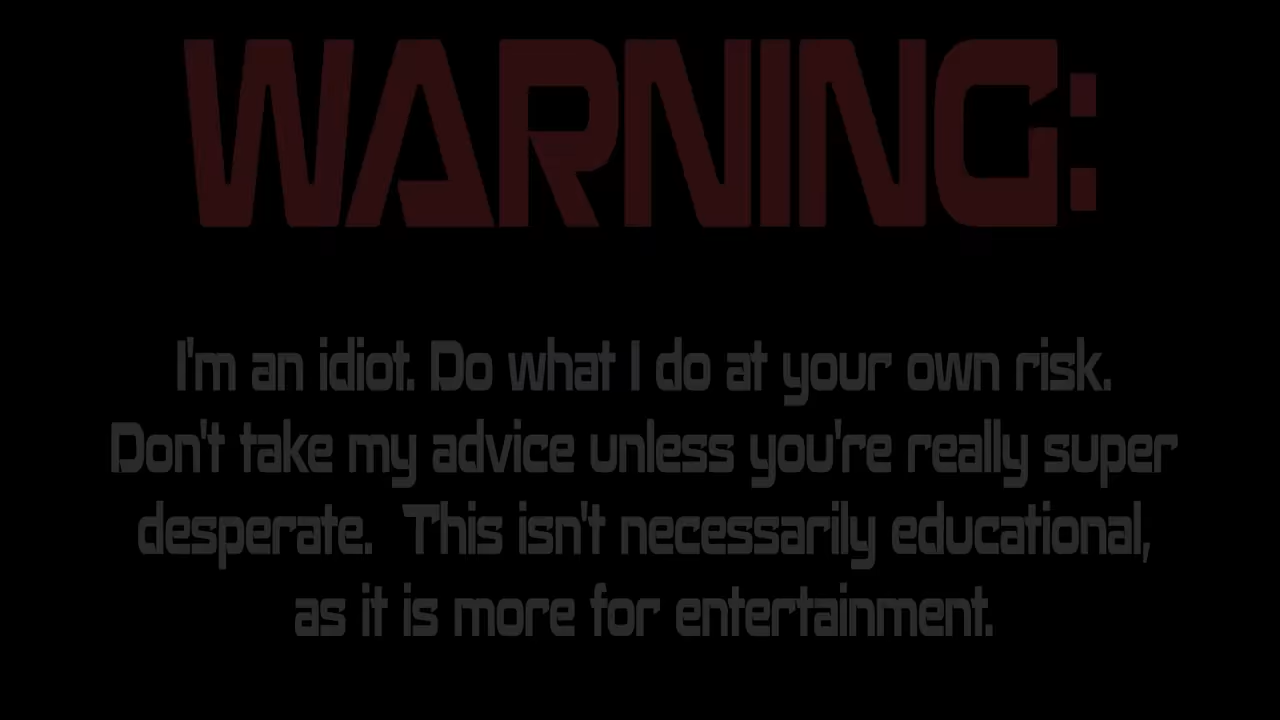 WARNING:
I'm an idiot. Do what I do at your own risk.
Don't take my advice unless you're really super
desperate.  This isn't necessarily educational,
as it is more for entertainment.